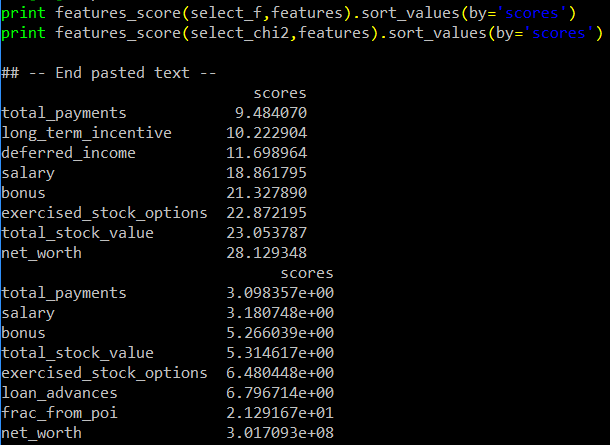 print features_score(select_f,features).sort_values(by='scores')
print features_score(select_chi2,features).sort_values(by='scores')
## -- End pasted text --
scores
total_payments 9.484070
long_term_incentive 10.222904
deferred_income 11.698964
salary 18.861795
bonus 21.327890
exercised_stock_options 22.872195
total_stock_value 23.053787
net_worth 28.129348
scores
total_payments 3.098357e+00
salary 3.180748e+00
bonus 5.266039e+00
total_stock_value 5.314617e+00
exercised_stock_options 6.480448e+00
loan_advances 6.796714e+00
frac_from_poi 2.129167e+01
net_worth 3.017093e+08